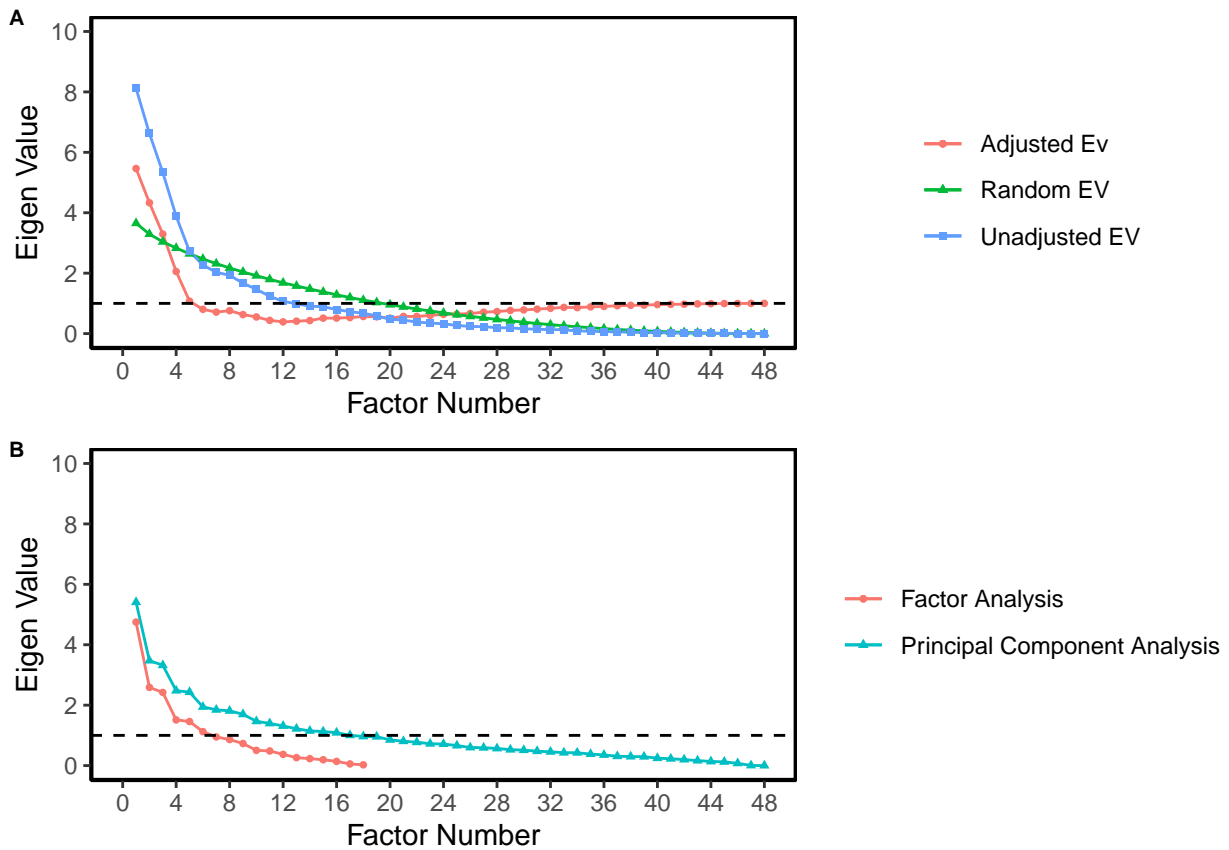 A
10
8
6
4
2
0
Eigen Value
0 4 8 12 16 20 24 28 32 36 40 44 48
Factor Number
Adjusted Ev
Random EV
Unadjusted EV
B
10
8
6
4
2
0
Eigen Value
0 4 8 12 16 20 24 28 32 36 40 44 48
Factor Number
Factor Analysis
Principal Component Analysis